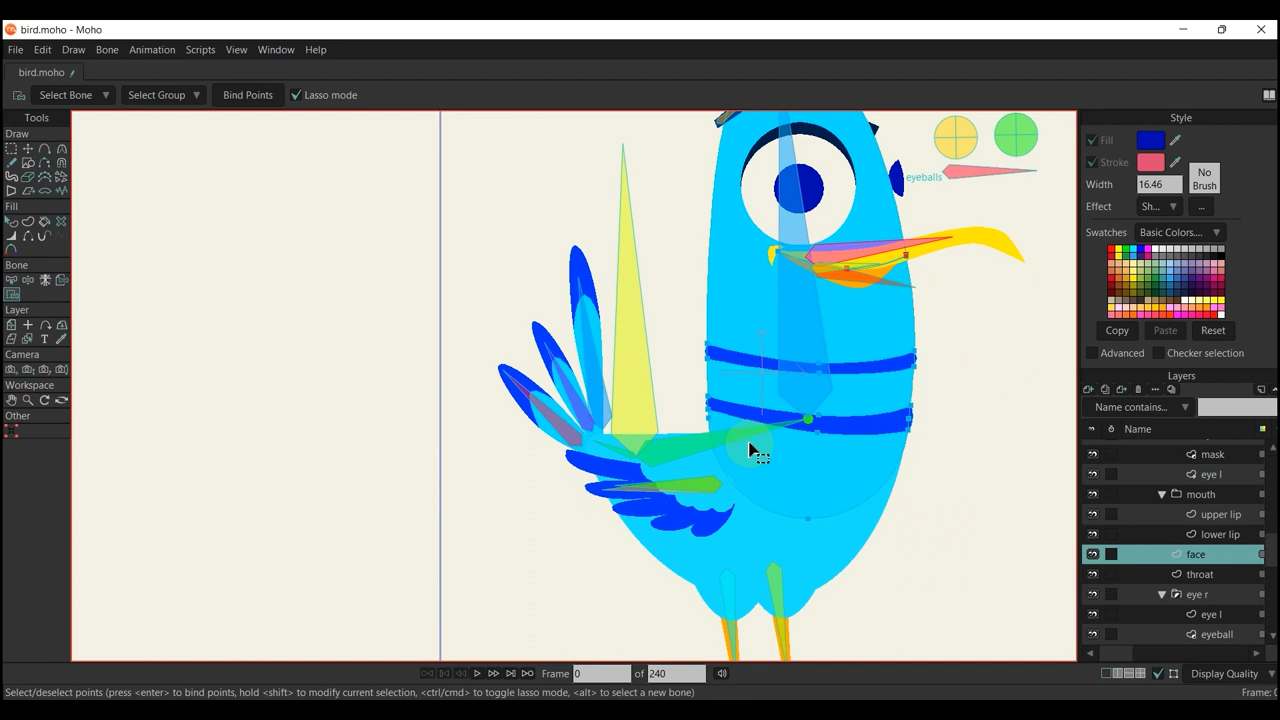 bird.moho - Moho
File Edit Draw Bone Animation Scripts View Window Help
bird.moho
Select Bone Select Group Bind Points Lasso mode
Tools
Draw
Fill
Bone
Layer
Camera
Workspace
Other
eyeballs
Style
Fill
Stroke
Width 16.46
No Brush
Effect Sh... ...
Swatches Basic Colors....
Copy Paste Reset
Advanced Checker selection
Layers
Name contains...
Name
mask
eye l
mouth
upper lip
lower lip
face
throat
eye r
eye l
eyeball
Frame 0 of 240 Display Quality
Select/deselect points (press <enter> to bind points, hold <shift> to modify current selection, <ctrl/cmd> to toggle lasso mode, <alt> to select a new bone) Frame: